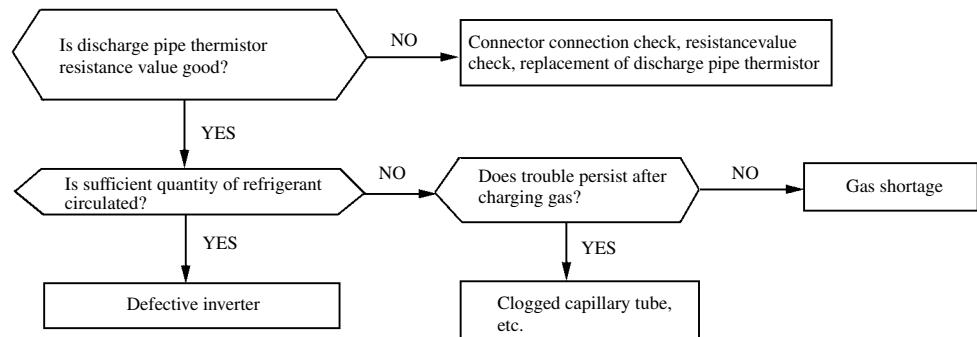 Is discharge pipe thermistor
resistance value good?
NO
Connector connection check, resistancevalue
check, replacement of discharge pipe thermistor
YES
Is sufficient quantity of refrigerant
circulated?
NO
Does trouble persist after
charging gas?
NO
Gas shortage
YES
YES
Defective inverter
Clogged capillary tube,
etc.